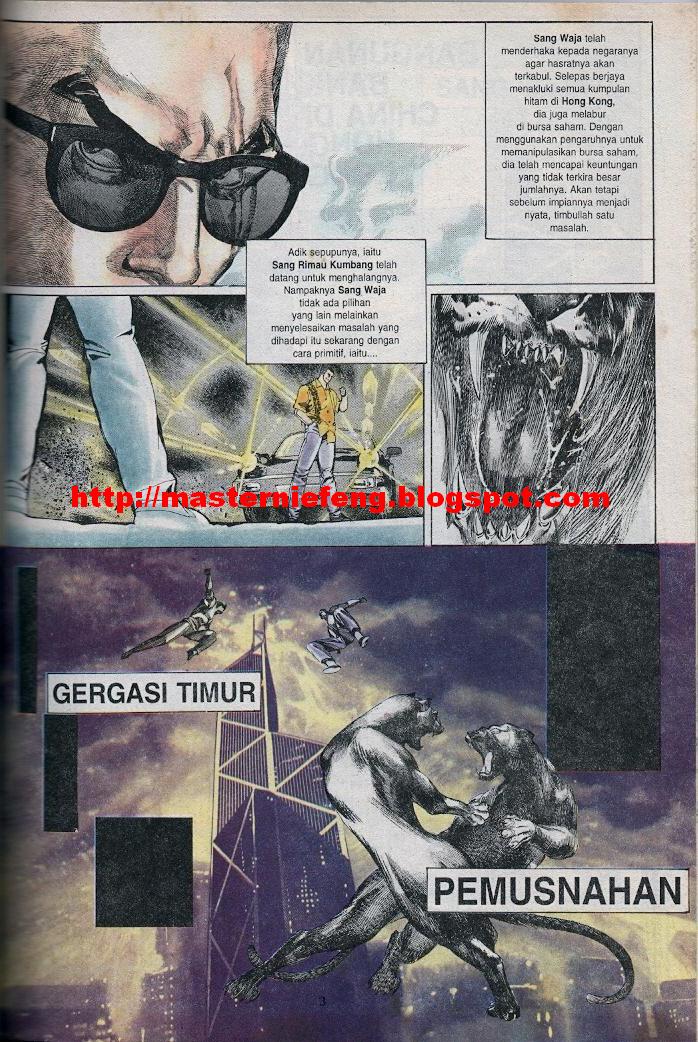 Sang Waja telah
menderhaka kepada negaranya
agar hasratnya akan
terkabul. Selepas berjaya
menakluki semua kumpulan
hitam di Hong Kong,
dia juga melabur
di bursa saham. Dengan
menggunakan pengaruhnya untuk
memanipulasikan bursa saham,
dia telah mencapai keuntungan
yang tidak terkira besar
jumlahnya. Akan tetapi
sebelum impiannya menjadi
nyata, timbullah satu
masalah.
Adik sepupunya, iaitu
Sang Rimau Kumbang telah
datang untuk menghalangnya.
Nampaknya Sang Waja
tidak ada pilihan
yang lain melainkan
menyelesaikan masalah yang
dihadapi itu sekarang dengan
cara primitif, iaitu....
http://masterniefeng.blogspot.com
GERGASI TIMUR
PEMUSNAHAN
3